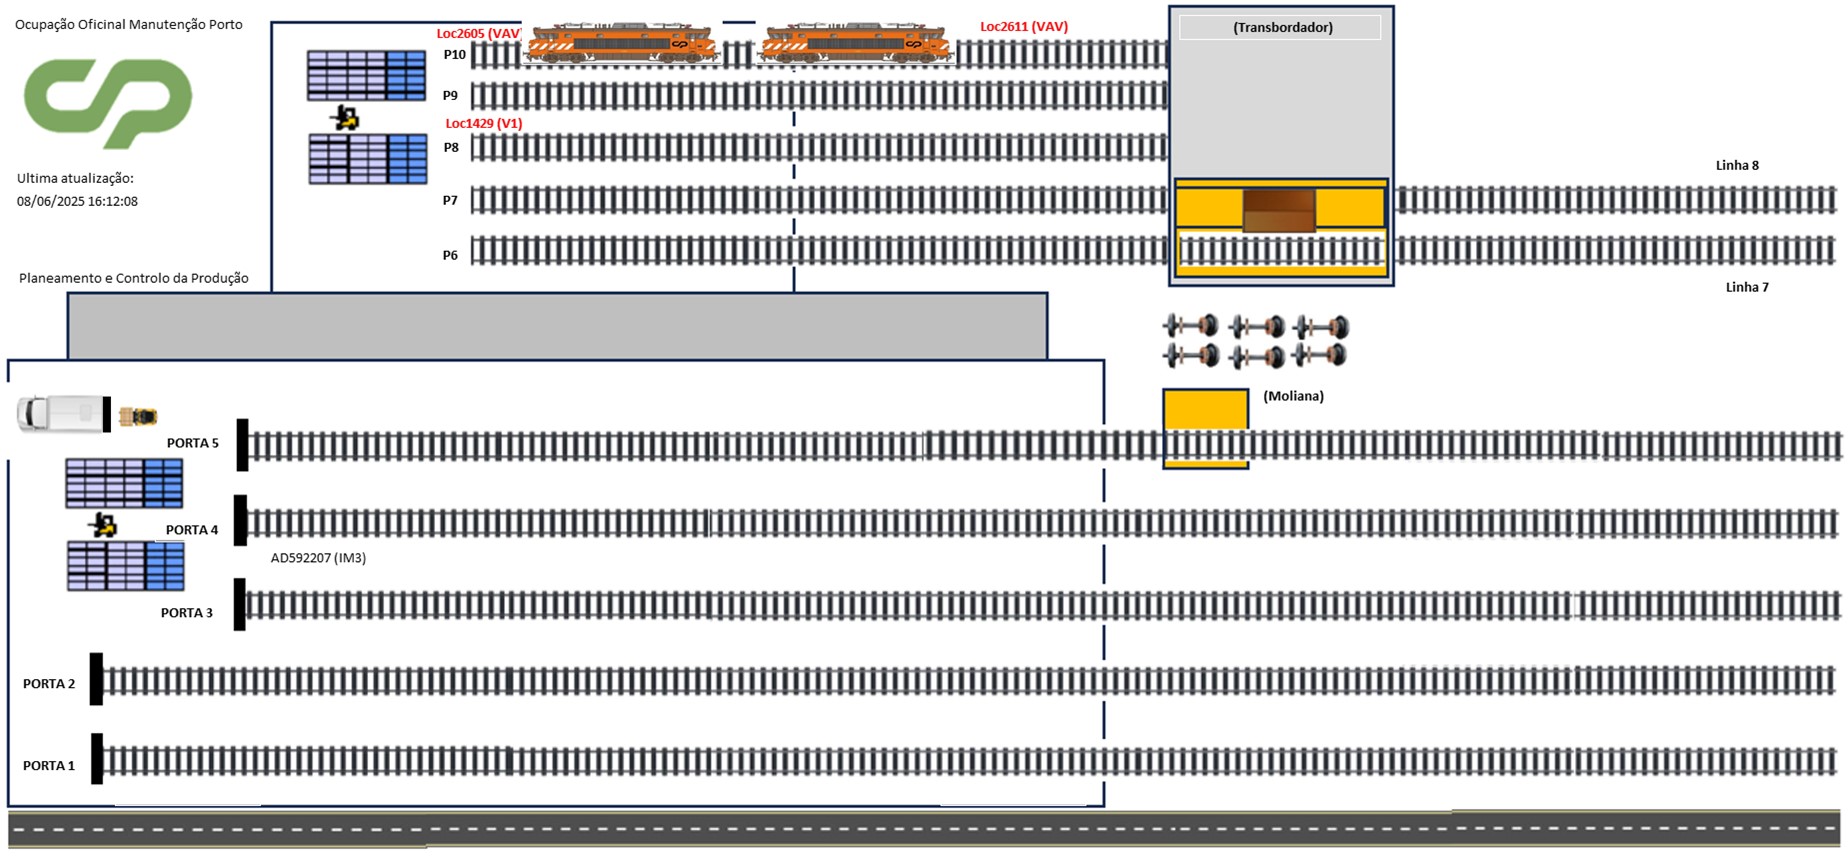 Ocupação Oficinal Manutenção Porto
cp
Ultima atualização:
08/06/2025 16:12:08
Planeamento e Controlo da Produção
Loc2605 (VAV)
Loc2611 (VAV)
P10
P9
Loc1429 (V1)
P8
P7
P6
(Transbordador)
Linha 8
Linha 7
(Moliana)
PORTA 5
PORTA 4
AD592207 (IM3)
PORTA 3
PORTA 2
PORTA 1